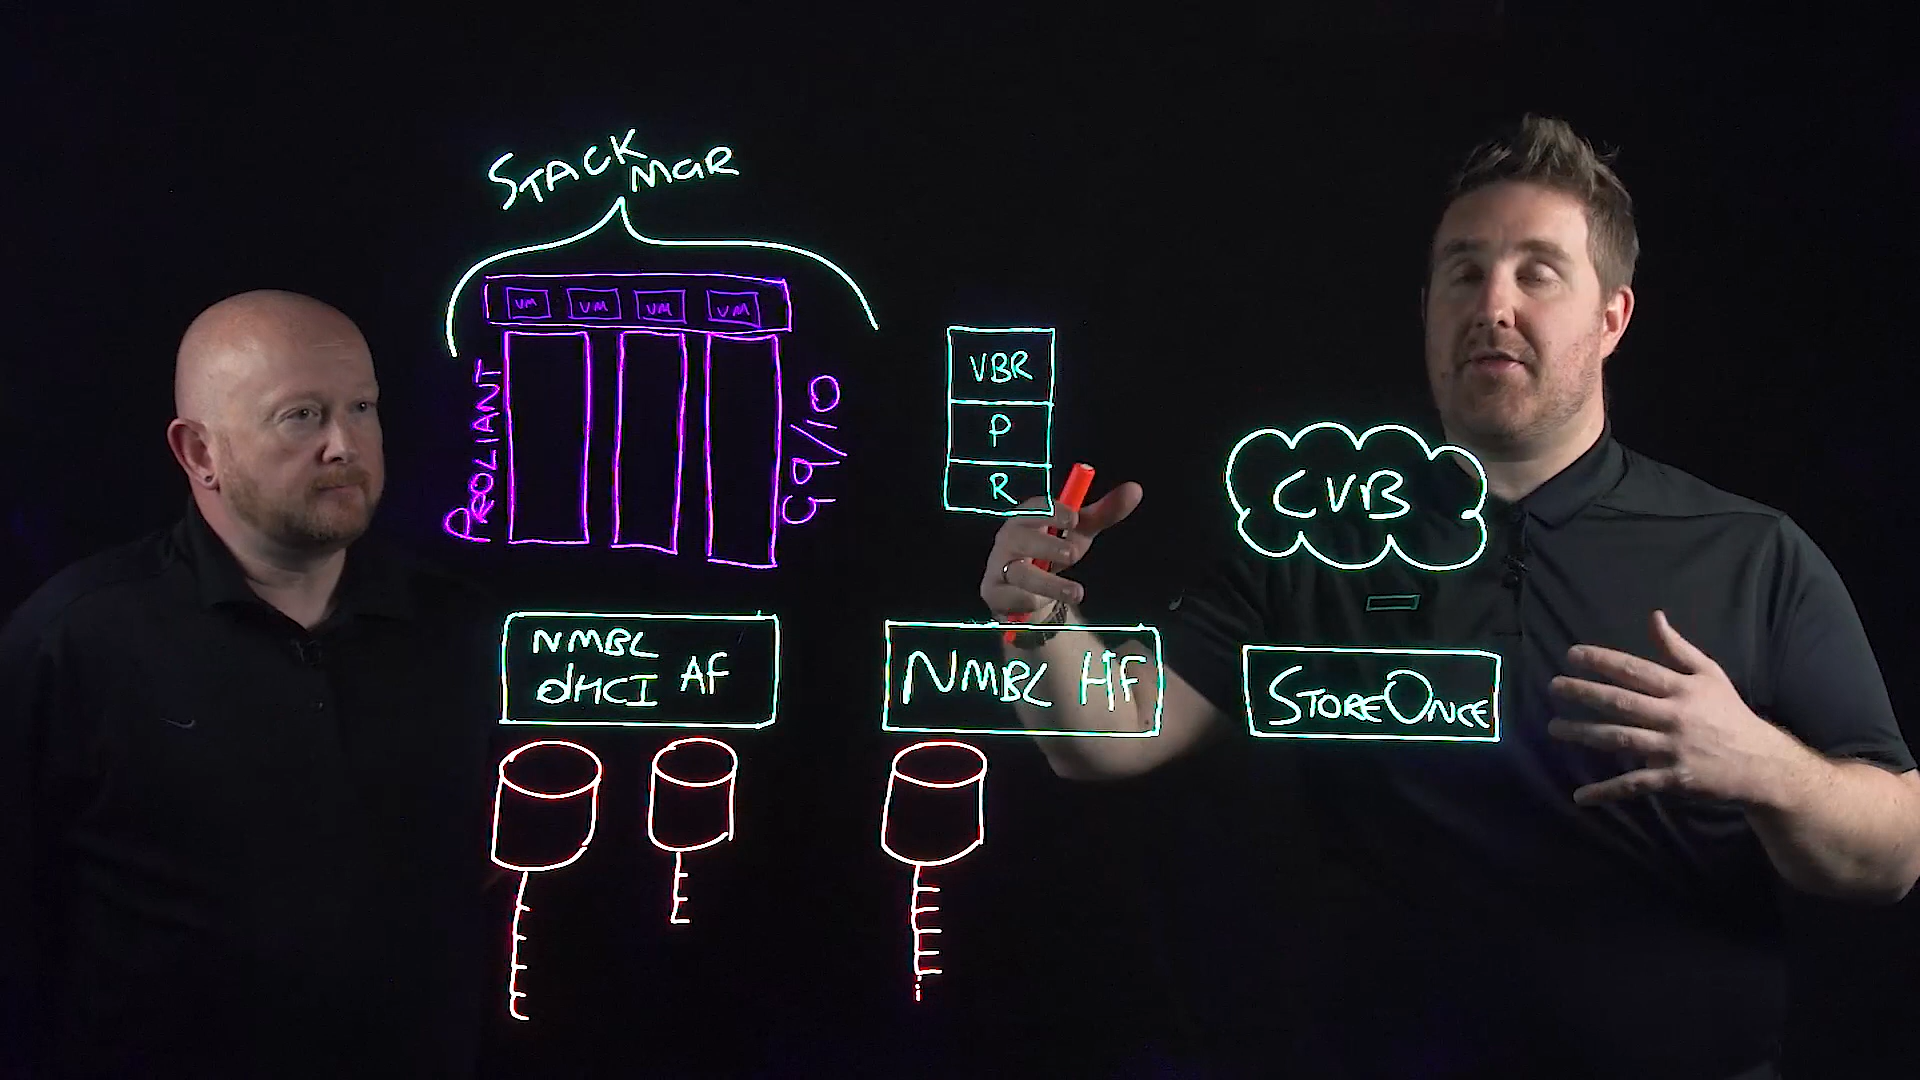 STACK MGR
VM VM VM VM
PROLIANT
G9/10
VBR
P
R
CVB
NMBL
dHCI AF
NMBL HF
STOREONCE